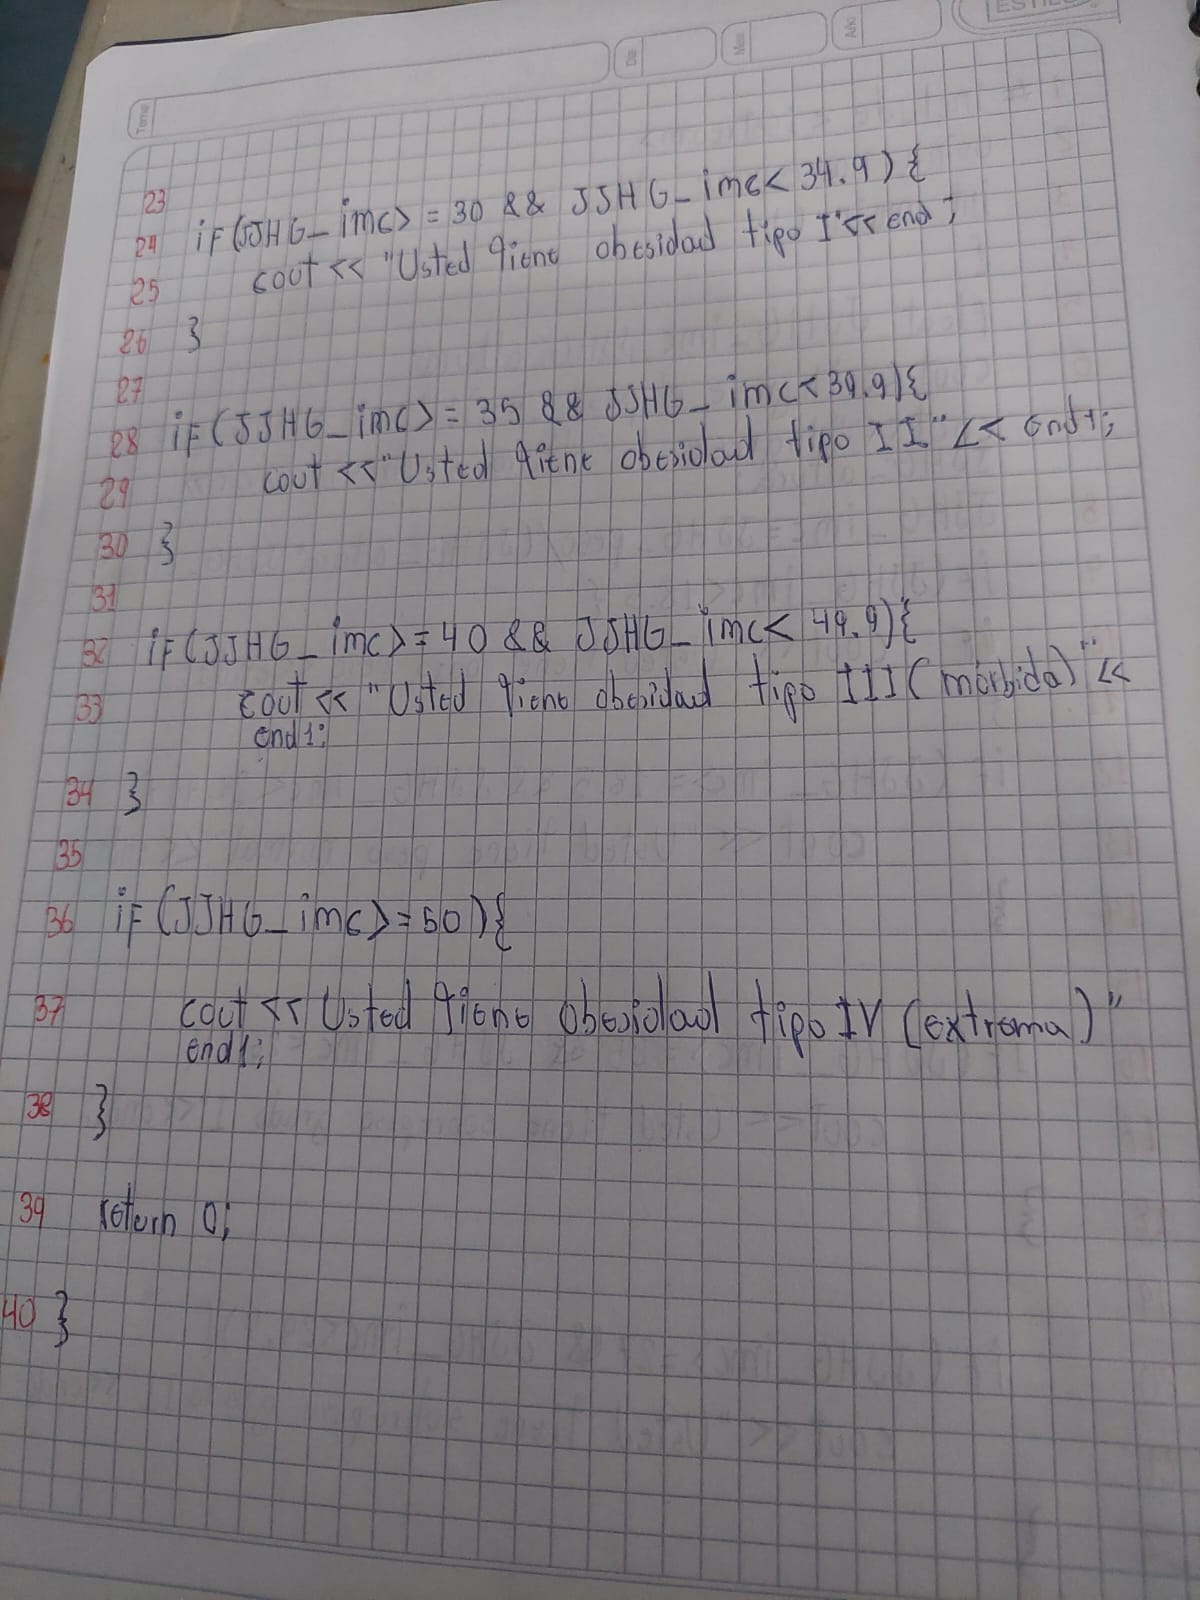 Tema
Día
Mes
Año
23
24 if(JJHG_imc>=30 && JJHG_imc<34.9){
25 cout << "Usted tiene obesidad tipo I"<< end;
26 }
27
28 if(JJHG_imc>=35 && JJHG_imc<39.9){
29 cout <<"Usted tiene obesidad tipo II" << endl;
30 }
31
32 if(JJHG_imc>=40 && JJHG_imc< 49.9){
33 cout << "Usted tiene obesidad tipo III(morbida)"<<
endl;
34 }
35
36 if(JJHG_imc>=50){
37 cout << Usted tiene obesidad tipo IV (extrema)"
endl;
38 }
39 return 0;
40 }